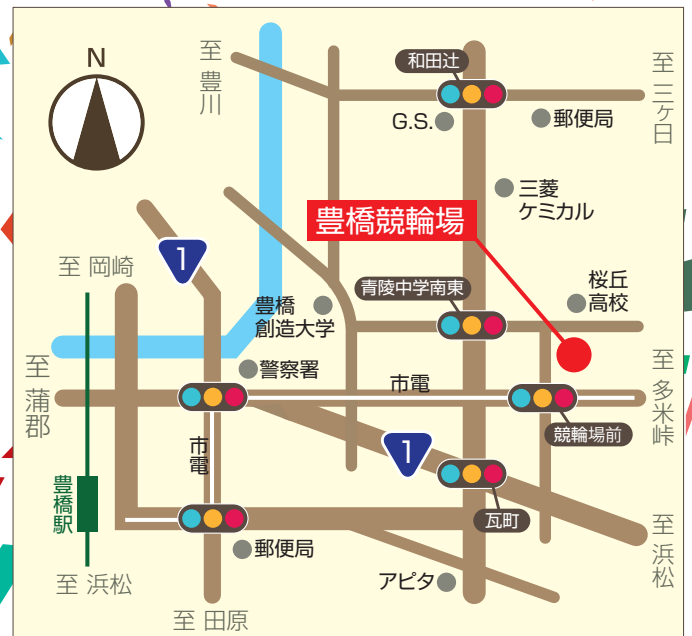 N
至 豊川
和田辻
至 三ヶ日
G.S.
郵便局
三菱
ケミカル
豊橋競輪場
1
至 岡崎
青陵中学南東
桜丘
高校
豊橋
創造大学
警察署
至 蒲郡
市電
至 多米峠
市電
1
競輪場前
豊橋駅
瓦町
至 浜松
郵便局
至 浜松
アピタ
至 田原